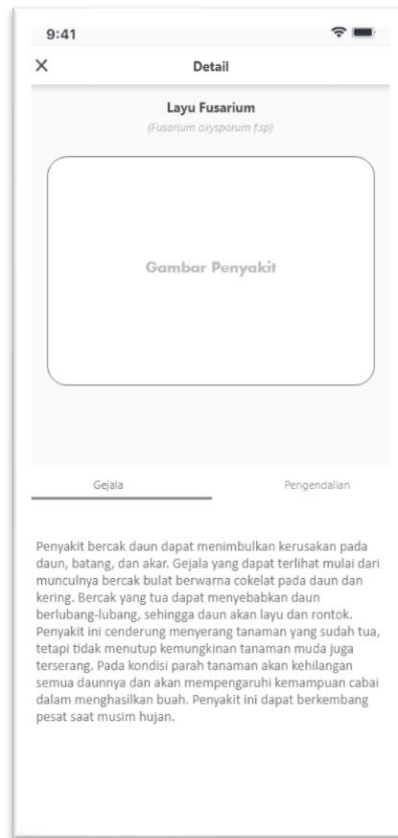 9:41
Detail
Layu Fusarium
(Fusarium oxysporum f.sp)
Gambar Penyakit
Gejala Pengendalian
Penyakit bercak daun dapat menimbulkan kerusakan pada
daun, batang, dan akar. Gejala yang dapat terlihat mulai dari
munculnya bercak bulat berwarna cokelat pada daun dan
kering. Bercak yang tua dapat menyebabkan daun
berlubang-lubang, sehingga daun akan layu dan rontok.
Penyakit ini cenderung menyerang tanaman yang sudah tua,
tetapi tidak menutup kemungkinan tanaman muda juga
terserang. Pada kondisi parah tanaman akan kehilangan
semua daunnya dan akan mempengaruhi kemampuan cabai
dalam menghasilkan buah. Penyakit ini dapat berkembang
pesat saat musim hujan.